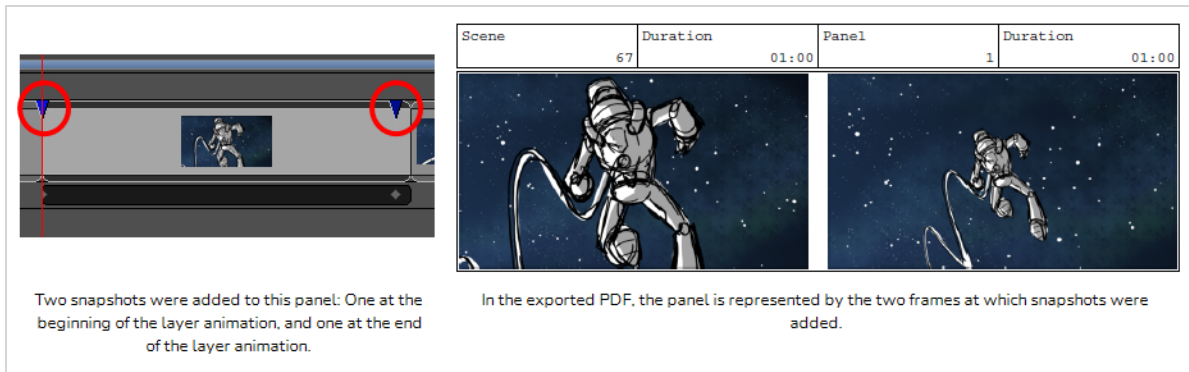 Scene Duration Panel Duration
67 01:00 1 01:00
Two snapshots were added to this panel: One at the
beginning of the layer animation, and one at the end
of the layer animation.
In the exported PDF, the panel is represented by the two frames at which snapshots were
added.